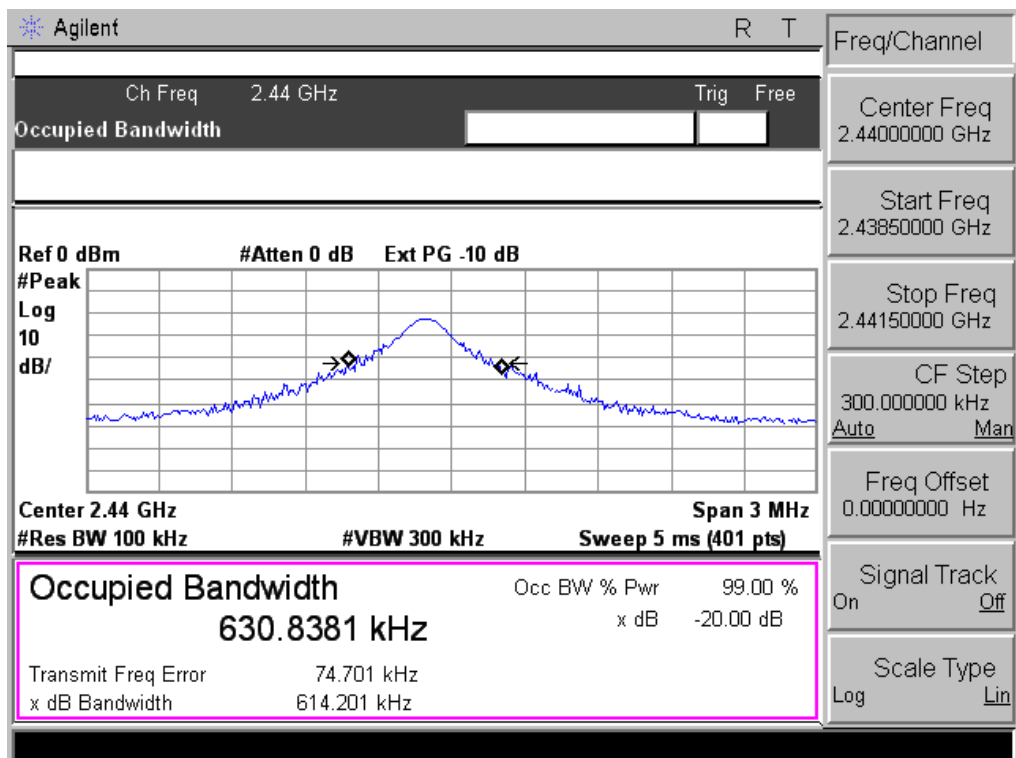 Agilent
R T
Ch Freq 2.44 GHz
Trig Free
Occupied Bandwidth
Ref 0 dBm #Atten 0 dB Ext PG -10 dB
#Peak
Log
10
dB/
Center 2.44 GHz Span 3 MHz
#Res BW 100 kHz #VBW 300 kHz Sweep 5 ms (401 pts)
Occupied Bandwidth
630.8381 kHz
Occ BW % Pwr 99.00 %
x dB -20.00 dB
Transmit Freq Error 74.701 kHz
x dB Bandwidth 614.201 kHz
Freq/Channel
Center Freq
2.44000000 GHz
Start Freq
2.43850000 GHz
Stop Freq
2.44150000 GHz
CF Step
300.000000 kHz
Auto Man
Freq Offset
0.00000000 Hz
Signal Track
On Off
Scale Type
Log Lin